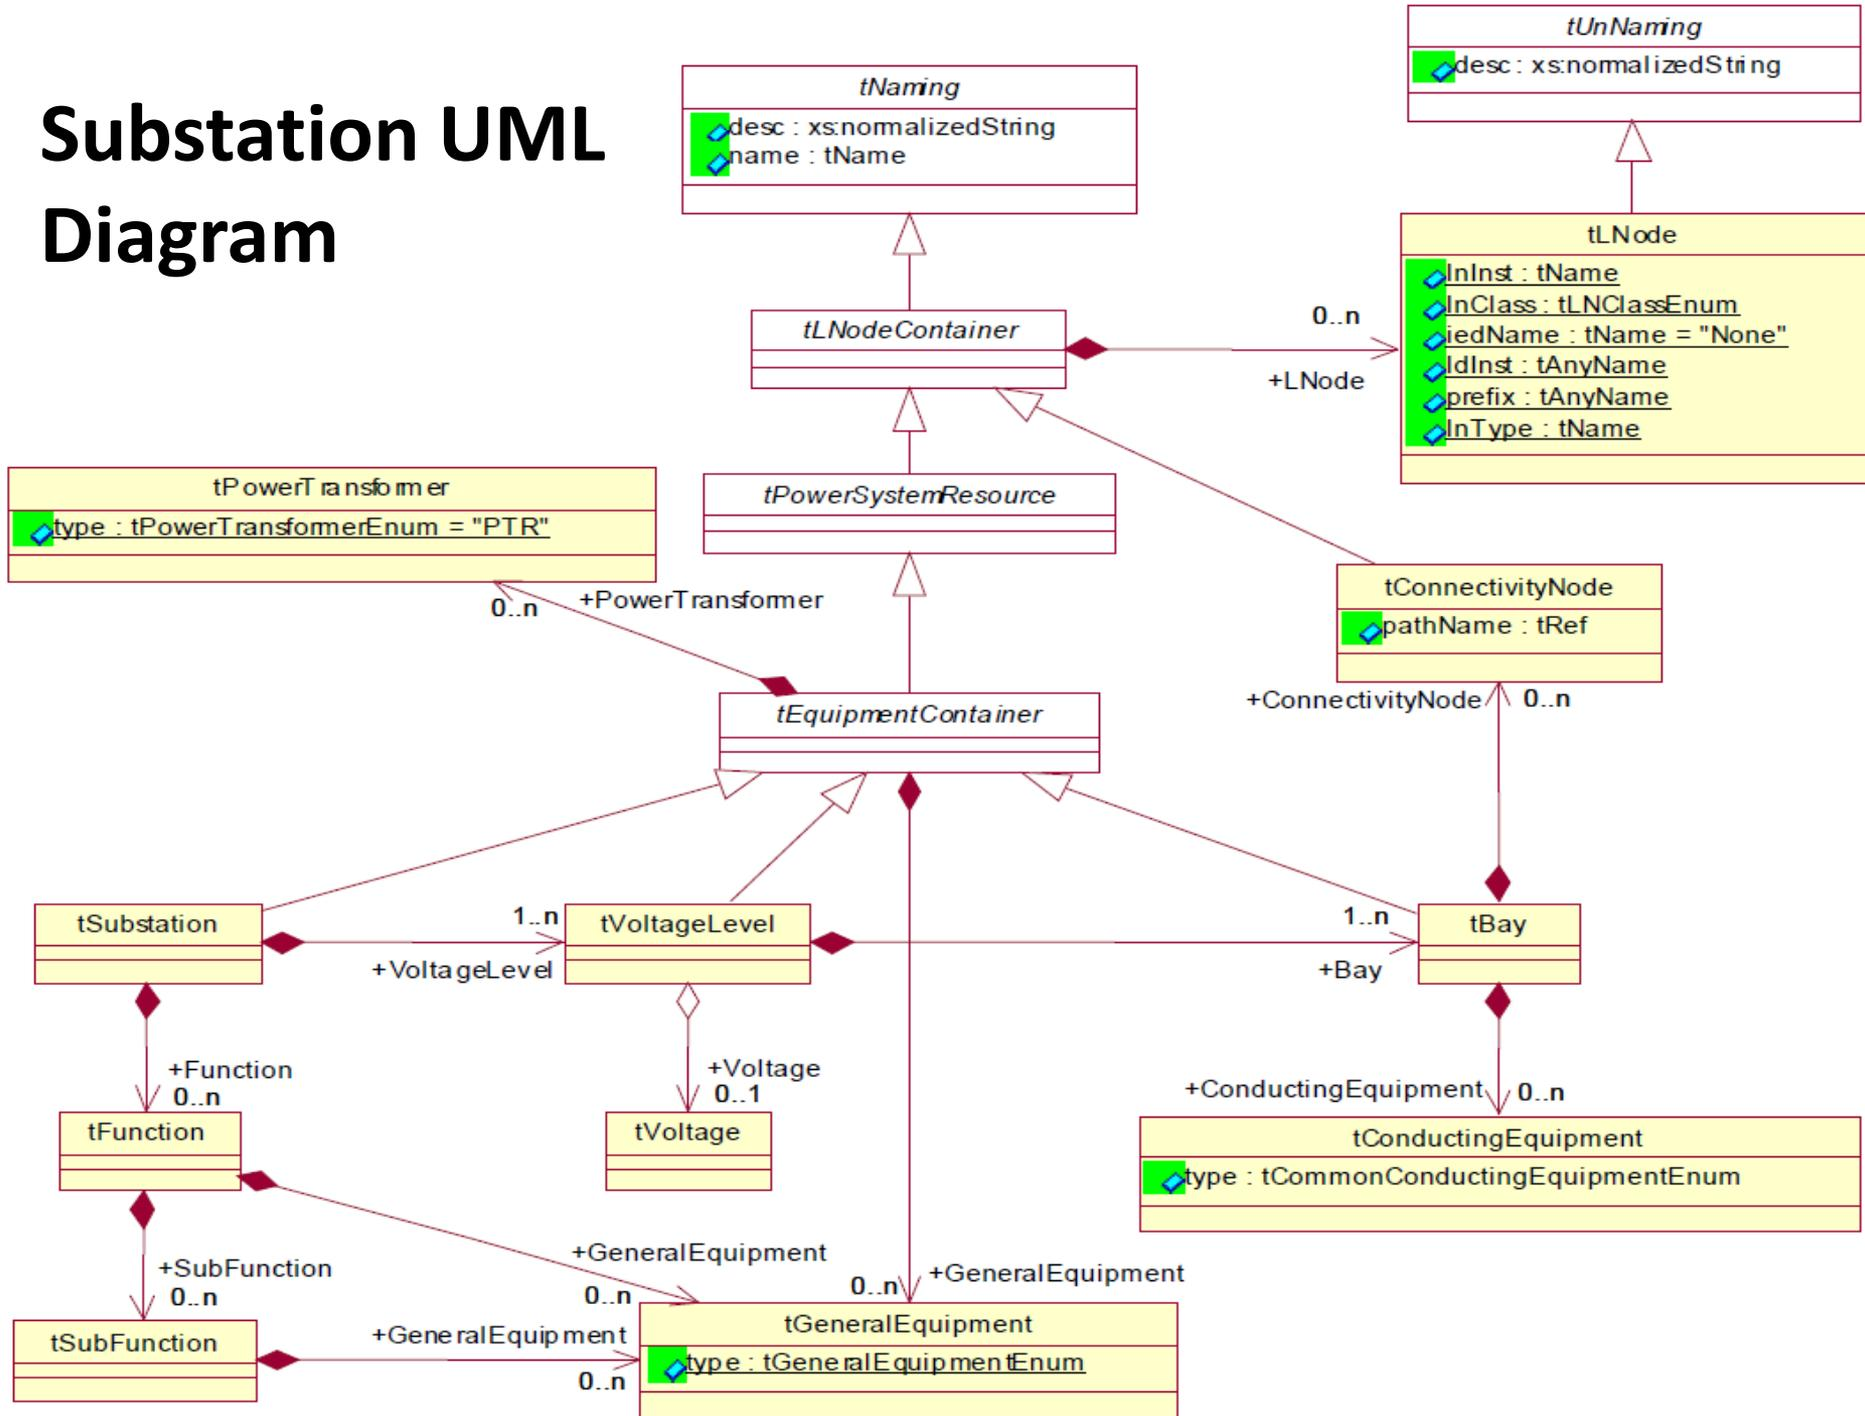 Substation UML
Diagram
tUnNaming
desc : xs:normalizedString
tNaming
desc : xs:normalizedString
name : tName
tLNode
lnInst : tName
lnClass : tLNClassEnum
iedName : tName = "None"
ldInst : tAnyName
prefix : tAnyName
lnType : tName
tLNodeContainer
0..n
+LNode
tPowerTransformer
type : tPowerTransformerEnum = "PTR"
tPowerSystemResource
0..n
+PowerTransformer
tConnectivityNode
pathName : tRef
+ConnectivityNode
0..n
tEquipmentContainer
tSubstation
1..n
+VoltageLevel
tVoltageLevel
1..n
+Bay
tBay
+Function
0..n
+Voltage
0..1
+ConductingEquipment
0..n
tFunction
tVoltage
tConductingEquipment
type : tCommonConductingEquipmentEnum
+SubFunction
0..n
+GeneralEquipment
0..n
0..n
+GeneralEquipment
tSubFunction
+GeneralEquipment
0..n
tGeneralEquipment
type : tGeneralEquipmentEnum